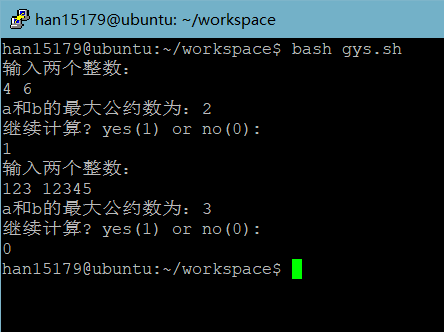 han15179@ubuntu: ~/workspace
han15179@ubuntu:~/workspace$ bash gys.sh
输入两个整数：
4 6
a和b的最大公约数为：2
继续计算? yes(1) or no(0):
1
输入两个整数：
123 12345
a和b的最大公约数为：3
继续计算? yes(1) or no(0):
0
han15179@ubuntu:~/workspace$